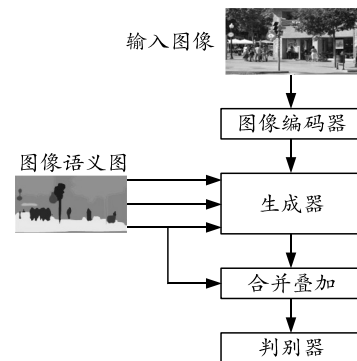 输入图像
图像编码器
图像语义图
生成器
合并叠加
判别器